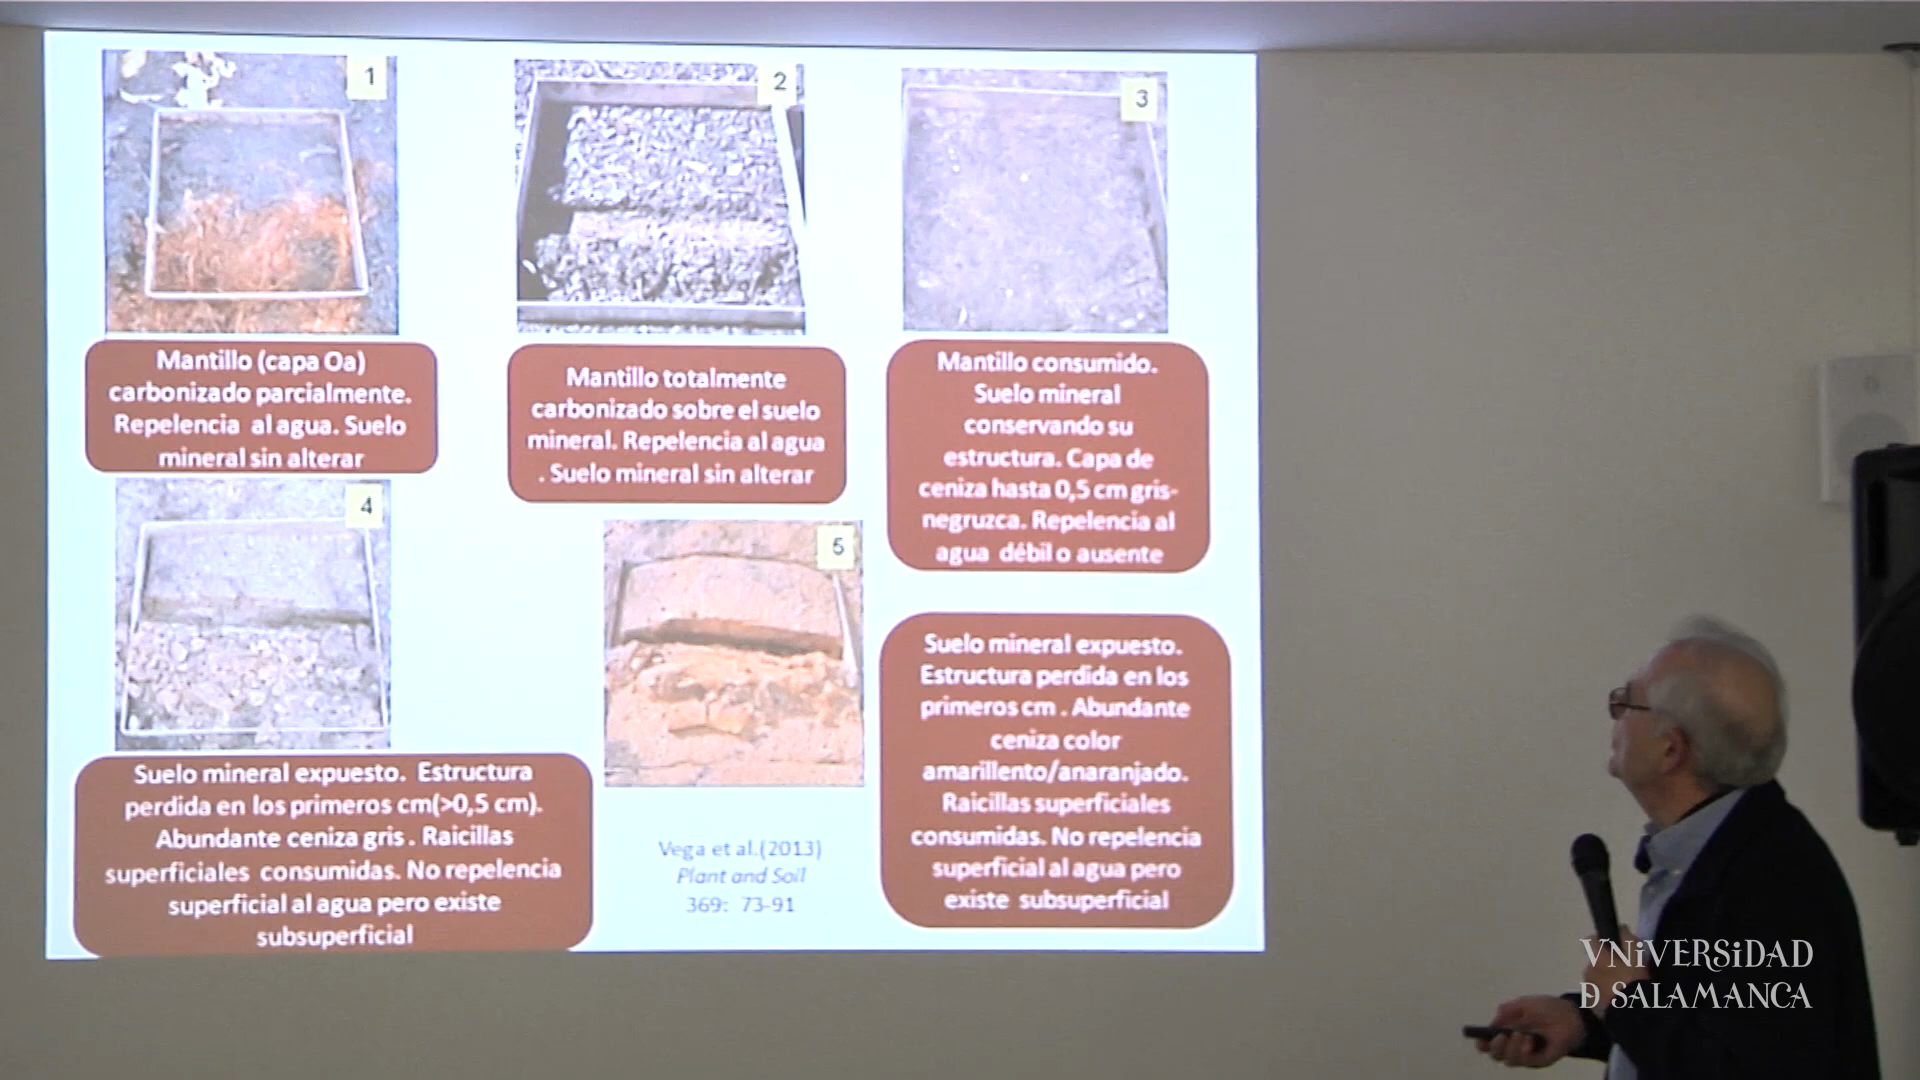 1
2
3
Mantillo (capa Oa)
carbonizado parcialmente.
Repelencia al agua. Suelo
mineral sin alterar
Mantillo totalmente
carbonizado sobre el suelo
mineral. Repelencia al agua
. Suelo mineral sin alterar
Mantillo consumido.
Suelo mineral
conservando su
estructura. Capa de
ceniza hasta 0,5 cm gris-
negruzca. Repelencia al
agua débil o ausente
4
5
Suelo mineral expuesto. Estructura
perdida en los primeros cm(>0,5 cm).
Abundante ceniza gris . Raicillas
superficiales consumidas. No repelencia
superficial al agua pero existe
subsuperficial
Vega et al.(2013)
Plant and Soil
369: 73-91
Suelo mineral expuesto.
Estructura perdida en los
primeros cm . Abundante
ceniza color
amarillento/anaranjado.
Raicillas superficiales
consumidas. No repelencia
superficial al agua pero
existe subsuperficial
VNiVERSiDAD
Ð SALAMANCA